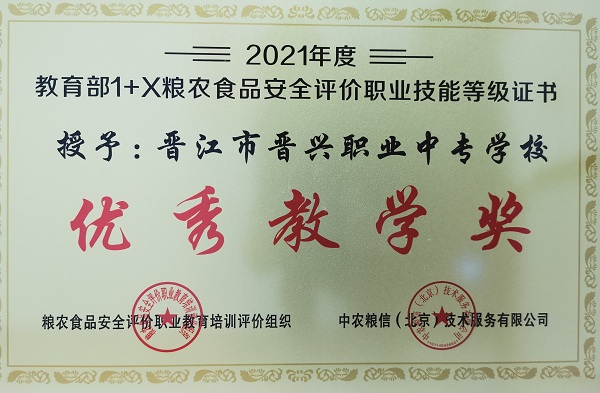 2021年度
教育部1+X粮农食品安全评价职业技能等级证书
授予：晋江市晋兴职业中专学校
优秀教学奖
粮农食品安全评价职业教育培训评价组织
中农粮信（北京）技术服务有限公司